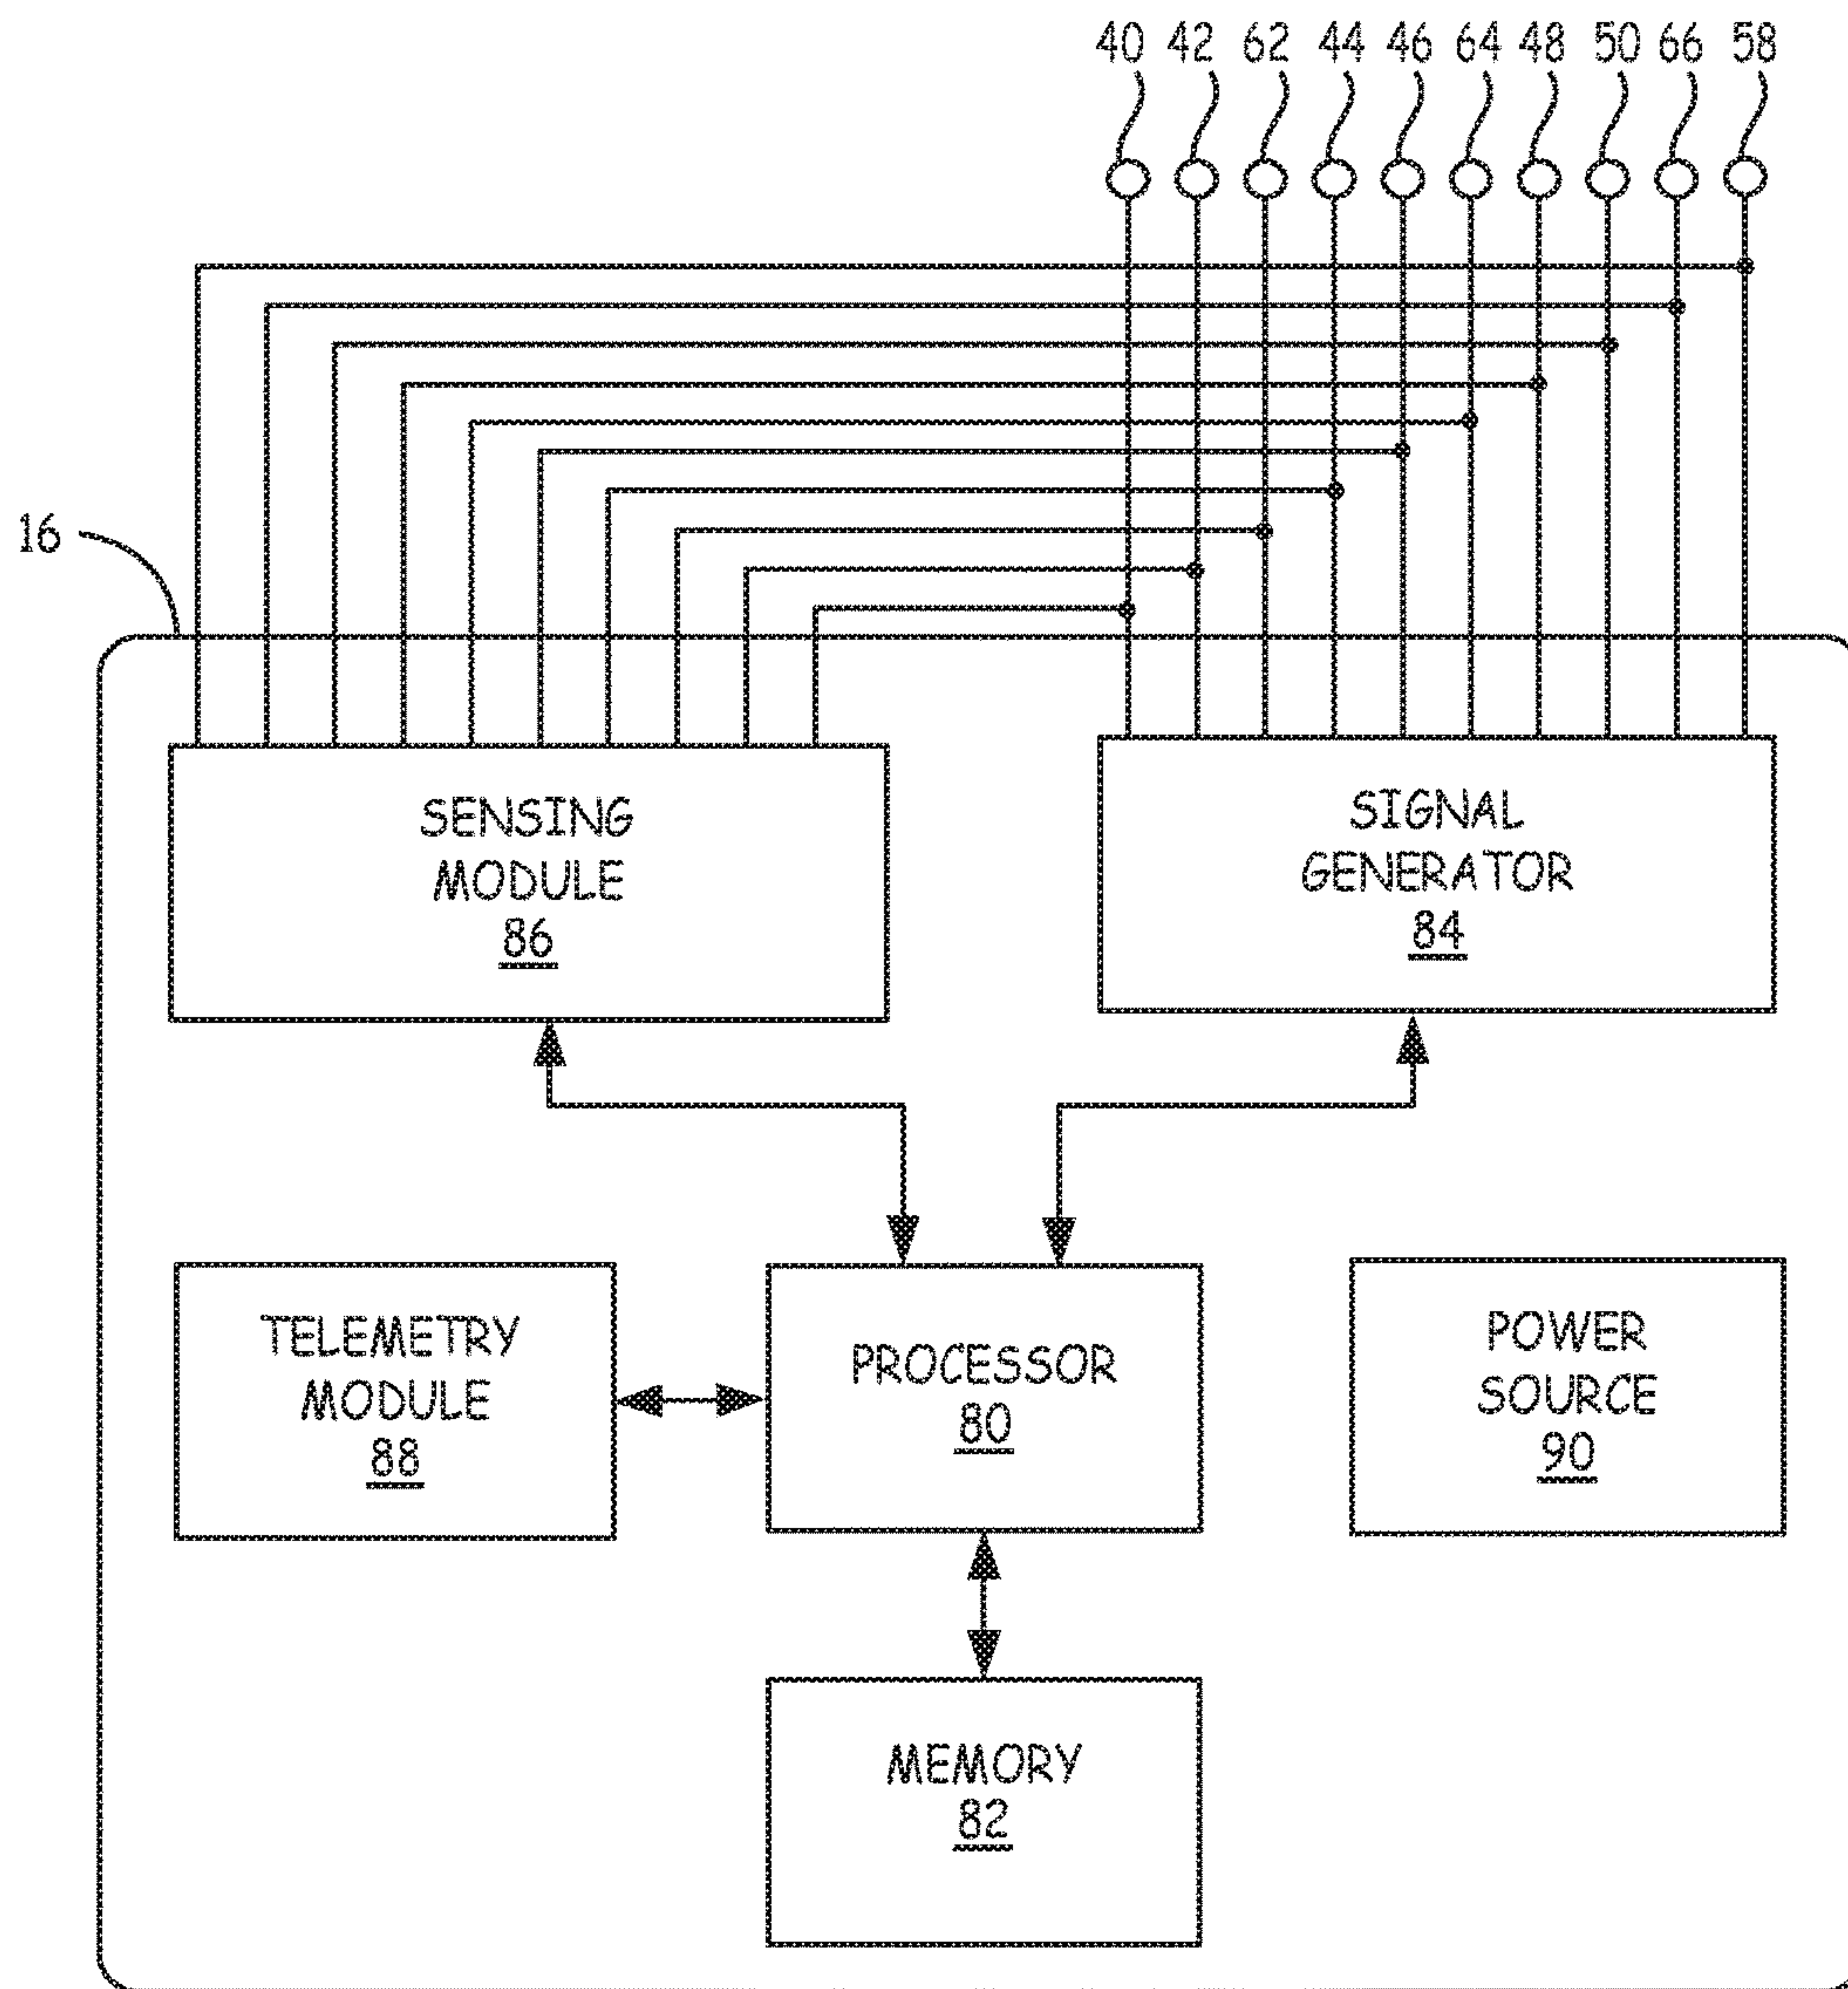 40 42 62 44 46 64 48 50 66 58
16
SENSING
MODULE
86
SIGNAL
GENERATOR
84
TELEMETRY
MODULE
88
PROCESSOR
80
POWER
SOURCE
90
MEMORY
82